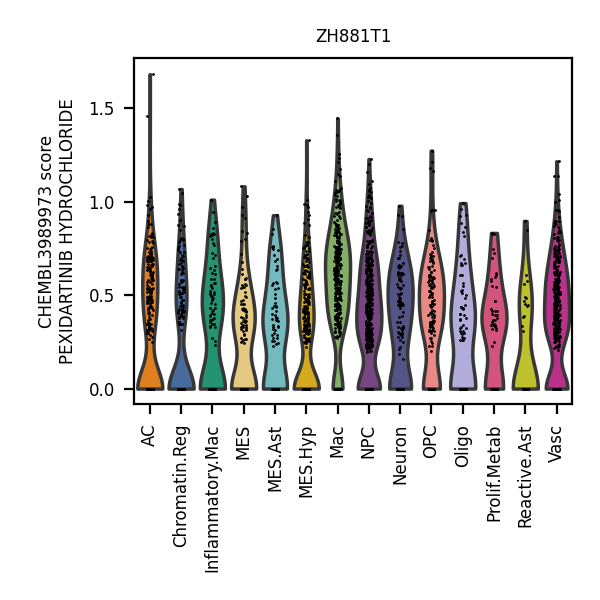 ZH881T1
CHEMBL3989973 score
PEXIDARTINIB HYDROCHLORIDE
1.5
1.0
0.5
0.0
AC
Chromatin.Reg
Inflammatory.Mac
MES
MES.Ast
MES.Hyp
Mac
NPC
Neuron
OPC
Oligo
Prolif.Metab
Reactive.Ast
Vasc